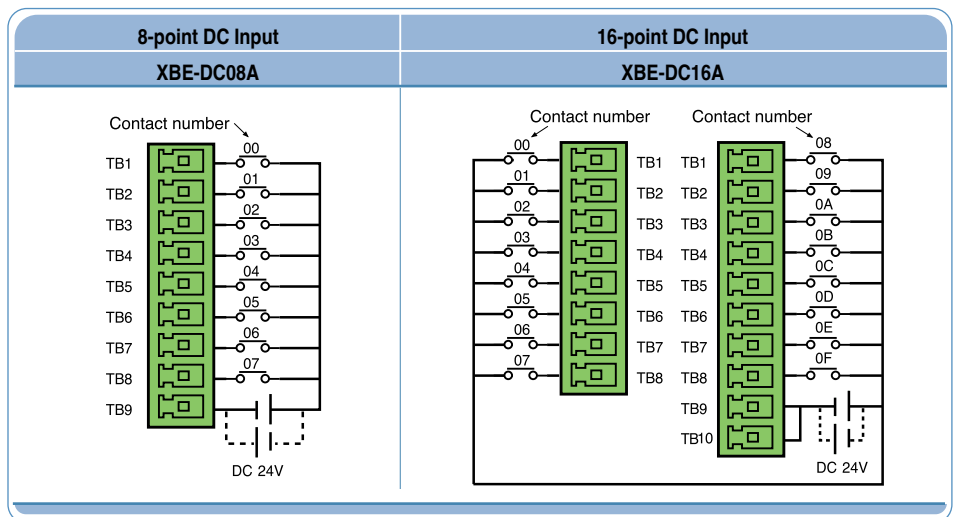 8-point DC Input
16-point DC Input
XBE-DC08A
XBE-DC16A
Contact number
00
TB1
01
TB2
02
TB3
03
TB4
04
TB5
05
TB6
06
TB7
07
TB8
TB9
DC 24V
Contact number
Contact number
00
TB1
TB1
08
01
TB2
TB2
09
02
TB3
TB3
0A
03
TB4
TB4
0B
04
TB5
TB5
0C
05
TB6
TB6
0D
06
TB7
TB7
0E
07
TB8
TB8
0F
TB9
TB10
DC 24V